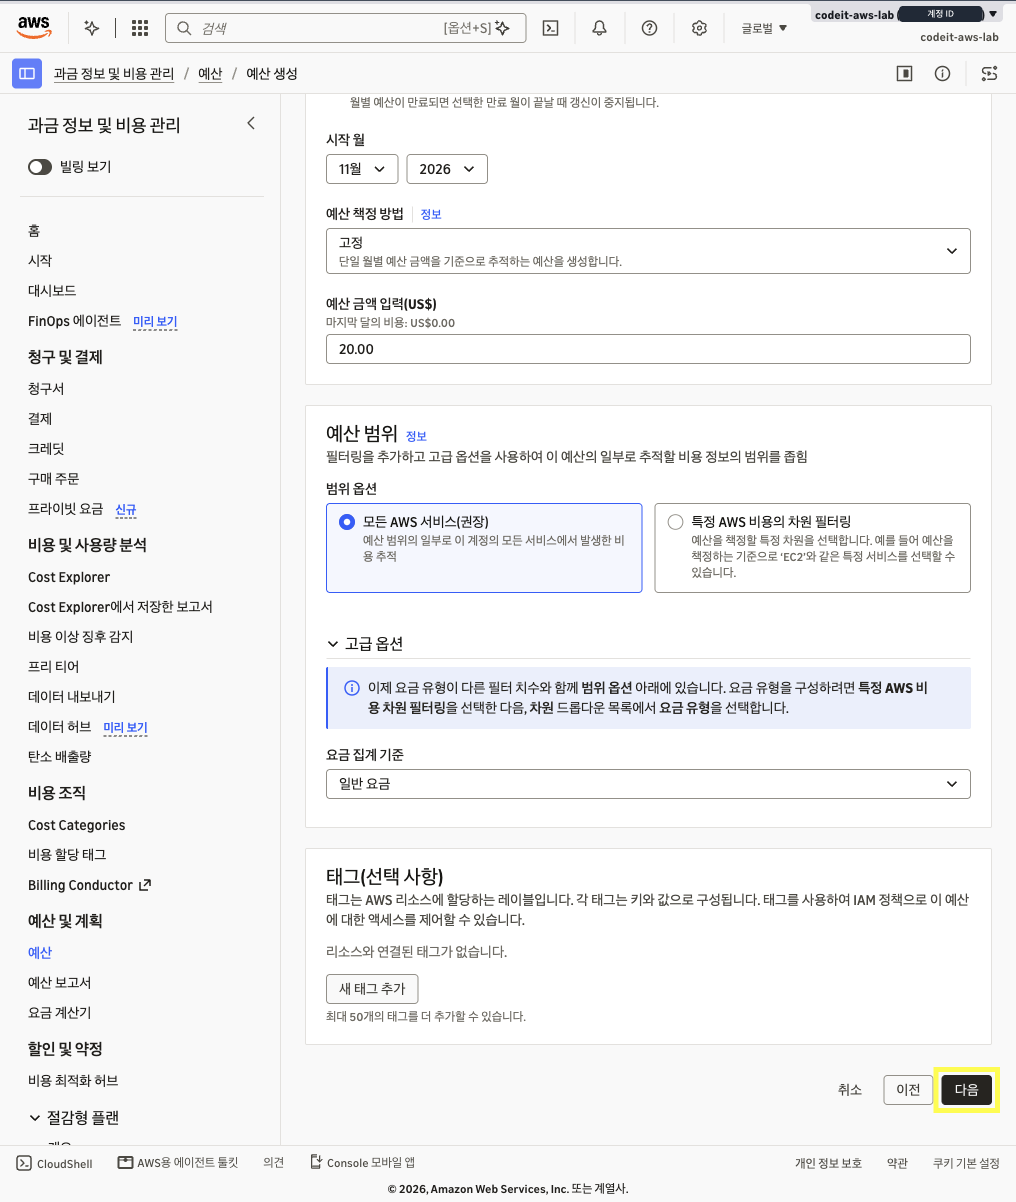 aws
검색
[옵션+S]
글로벌
codeit-aws-lab
계정 ID
codeit-aws-lab
과금 정보 및 비용 관리 / 예산 / 예산 생성
과금 정보 및 비용 관리
빌링 보기
홈
시작
대시보드
FinOps 에이전트 미리 보기
청구 및 결제
청구서
결제
크레딧
구매 주문
프라이빗 요금 신규
비용 및 사용량 분석
Cost Explorer
Cost Explorer에서 저장한 보고서
비용 이상 징후 감지
프리 티어
데이터 내보내기
데이터 허브 미리 보기
탄소 배출량
비용 조직
Cost Categories
비용 할당 태그
Billing Conductor
예산 및 계획
예산
예산 보고서
요금 계산기
할인 및 약정
비용 최적화 허브
절감형 플랜
월별 예산이 만료되면 선택한 만료 월이 끝날 때 갱신이 중지됩니다.
시작 월
11월 2026
예산 책정 방법 정보
고정
단일 월별 예산 금액을 기준으로 추적하는 예산을 생성합니다.
예산 금액 입력(US$)
마지막 달의 비용: US$0.00
20.00
예산 범위 정보
필터링을 추가하고 고급 옵션을 사용하여 이 예산의 일부로 추적할 비용 정보의 범위를 좁힘
범위 옵션
모든 AWS 서비스(권장)
예산 범위의 일부로 이 계정의 모든 서비스에서 발생한 비
용 추적
특정 AWS 비용의 차원 필터링
예산을 책정할 특정 차원을 선택합니다. 예를 들어 예산을
책정하는 기준으로 'EC2'와 같은 특정 서비스를 선택할 수
있습니다.
고급 옵션
이제 요금 유형이 다른 필터 치수와 함께 범위 옵션 아래에 있습니다. 요금 유형을 구성하려면 특정 AWS 비
용 차원 필터링을 선택한 다음, 차원 드롭다운 목록에서 요금 유형을 선택합니다.
요금 집계 기준
일반 요금
태그(선택 사항)
태그는 AWS 리소스에 할당하는 레이블입니다. 각 태그는 키와 값으로 구성됩니다. 태그를 사용하여 IAM 정책으로 이 예산
에 대한 액세스를 제어할 수 있습니다.
리소스와 연결된 태그가 없습니다.
새 태그 추가
최대 50개의 태그를 더 추가할 수 있습니다.
취소 이전 다음
CloudShell AWS용 에이전트 툴킷 의견 Console 모바일 앱 개인 정보 보호 약관 쿠키 기본 설정
© 2026, Amazon Web Services, Inc. 또는 계열사.